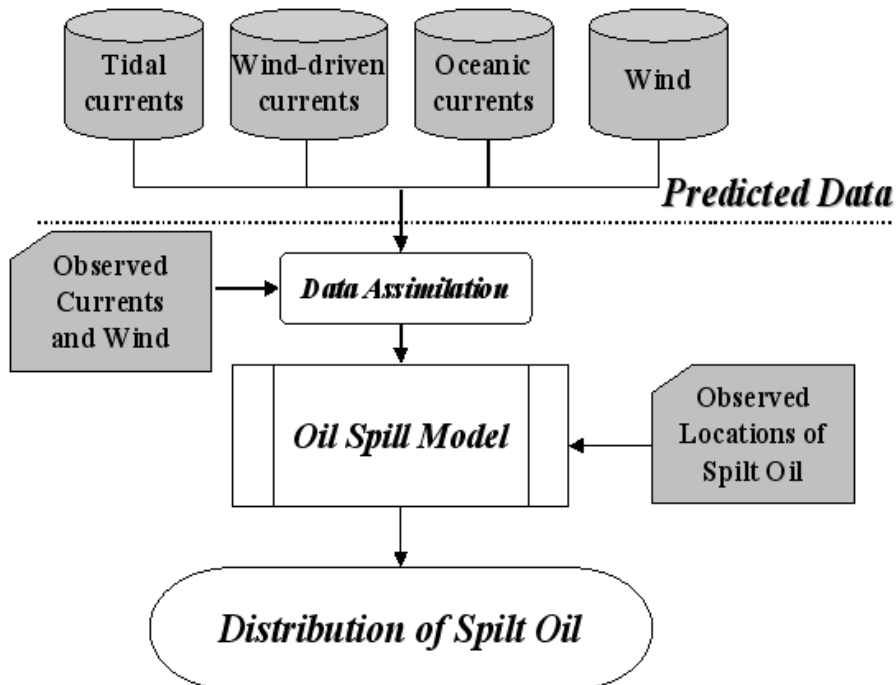 Tidal
currents
Wind-driven
currents
Oceanic
currents
Wind
Predicted Data
Observed
Currents
and Wind
Data Assimilation
Oil Spill Model
Observed
Locations of
Spilt Oil
Distribution of Spilt Oil